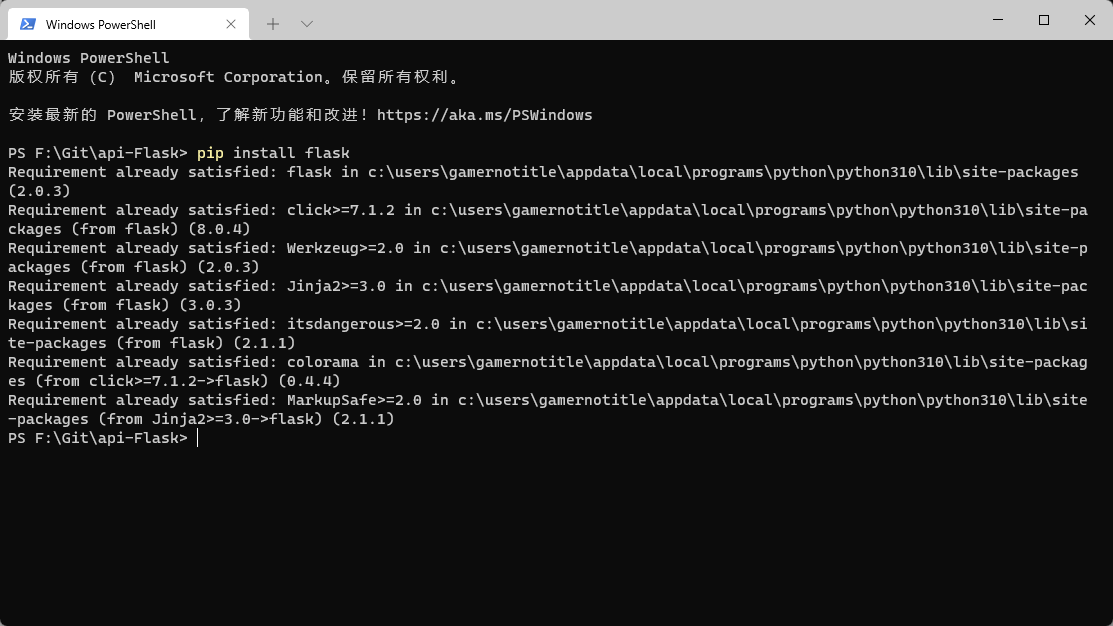 Windows PowerShell
Windows PowerShell
版权所有 (C)  Microsoft Corporation。保留所有权利。
安装最新的 PowerShell，了解新功能和改进！https://aka.ms/PSWindows
PS F:\Git\api-Flask> pip install flask
Requirement already satisfied: flask in c:\users\gamernotitle\appdata\local\programs\python\python310\lib\site-packages
(2.0.3)
Requirement already satisfied: click>=7.1.2 in c:\users\gamernotitle\appdata\local\programs\python\python310\lib\site-pa
ckages (from flask) (8.0.4)
Requirement already satisfied: Werkzeug>=2.0 in c:\users\gamernotitle\appdata\local\programs\python\python310\lib\site-p
ackages (from flask) (2.0.3)
Requirement already satisfied: Jinja2>=3.0 in c:\users\gamernotitle\appdata\local\programs\python\python310\lib\site-pac
kages (from flask) (3.0.3)
Requirement already satisfied: itsdangerous>=2.0 in c:\users\gamernotitle\appdata\local\programs\python\python310\lib\si
te-packages (from flask) (2.1.1)
Requirement already satisfied: colorama in c:\users\gamernotitle\appdata\local\programs\python\python310\lib\site-packag
es (from click>=7.1.2->flask) (0.4.4)
Requirement already satisfied: MarkupSafe>=2.0 in c:\users\gamernotitle\appdata\local\programs\python\python310\lib\site
-packages (from Jinja2>=3.0->flask) (2.1.1)
PS F:\Git\api-Flask>